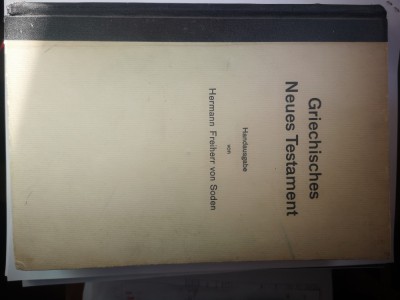 Griechisches
Neues Testament
Handausgabe
von
Hermann Freiherr von Soden